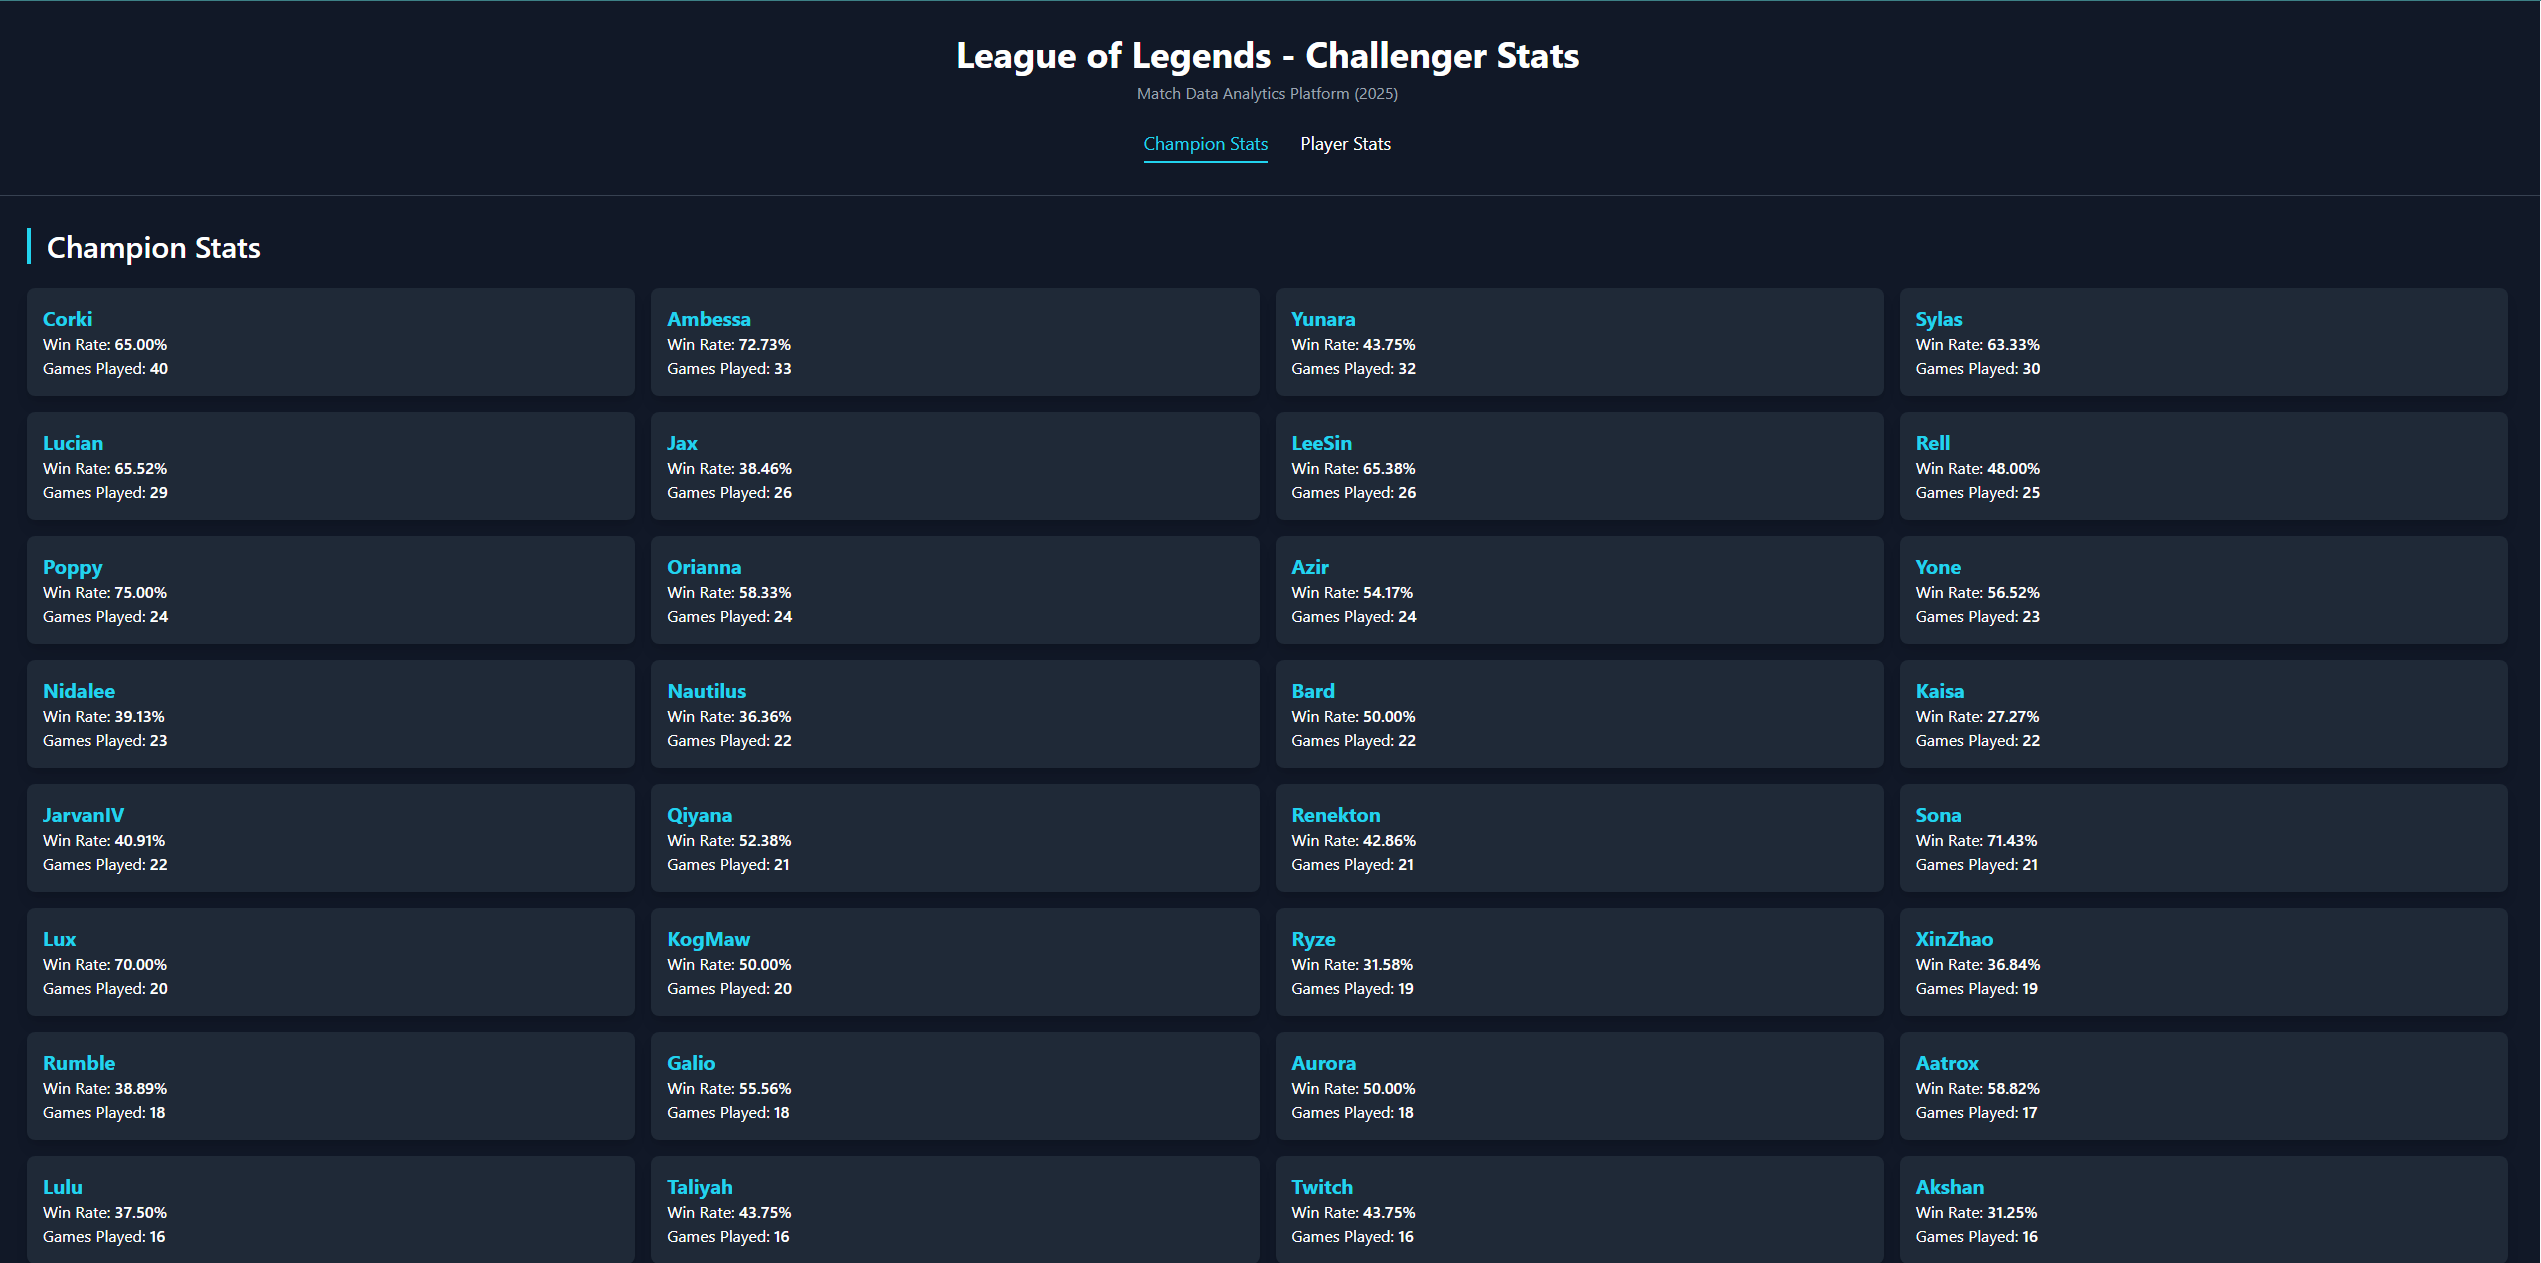 League of Legends - Challenger Stats
Match Data Analytics Platform (2025)
Champion Stats
Player Stats
Champion Stats
Corki
Win Rate: 65.00%
Games Played: 40
Ambessa
Win Rate: 72.73%
Games Played: 33
Yunara
Win Rate: 43.75%
Games Played: 32
Sylas
Win Rate: 63.33%
Games Played: 30
Lucian
Win Rate: 65.52%
Games Played: 29
Jax
Win Rate: 38.46%
Games Played: 26
LeeSin
Win Rate: 65.38%
Games Played: 26
Rell
Win Rate: 48.00%
Games Played: 25
Poppy
Win Rate: 75.00%
Games Played: 24
Orianna
Win Rate: 58.33%
Games Played: 24
Azir
Win Rate: 54.17%
Games Played: 24
Yone
Win Rate: 56.52%
Games Played: 23
Nidalee
Win Rate: 39.13%
Games Played: 23
Nautilus
Win Rate: 36.36%
Games Played: 22
Bard
Win Rate: 50.00%
Games Played: 22
Kaisa
Win Rate: 27.27%
Games Played: 22
JarvanIV
Win Rate: 40.91%
Games Played: 22
Qiyana
Win Rate: 52.38%
Games Played: 21
Renekton
Win Rate: 42.86%
Games Played: 21
Sona
Win Rate: 71.43%
Games Played: 21
Lux
Win Rate: 70.00%
Games Played: 20
KogMaw
Win Rate: 50.00%
Games Played: 20
Ryze
Win Rate: 31.58%
Games Played: 19
XinZhao
Win Rate: 36.84%
Games Played: 19
Rumble
Win Rate: 38.89%
Games Played: 18
Galio
Win Rate: 55.56%
Games Played: 18
Aurora
Win Rate: 50.00%
Games Played: 18
Aatrox
Win Rate: 58.82%
Games Played: 17
Lulu
Win Rate: 37.50%
Games Played: 16
Taliyah
Win Rate: 43.75%
Games Played: 16
Twitch
Win Rate: 43.75%
Games Played: 16
Akshan
Win Rate: 31.25%
Games Played: 16